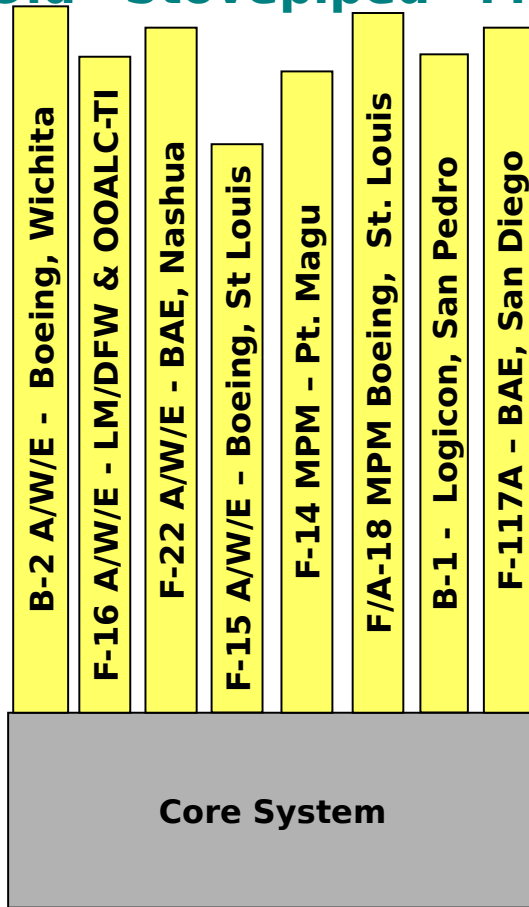 "Stovepiped"
B-2 A/W/E -  Boeing, Wichita
F-16 A/W/E - LM/DFW & OOALC-TI
F-22 A/W/E - BAE, Nashua
F-15 A/W/E – Boeing, St Louis
F-14 MPM – Pt. Magu
F/A-18 MPM Boeing,  St. Louis
B-1 -  Logicon, San Pedro
F-117A – BAE, San Diego
Core System